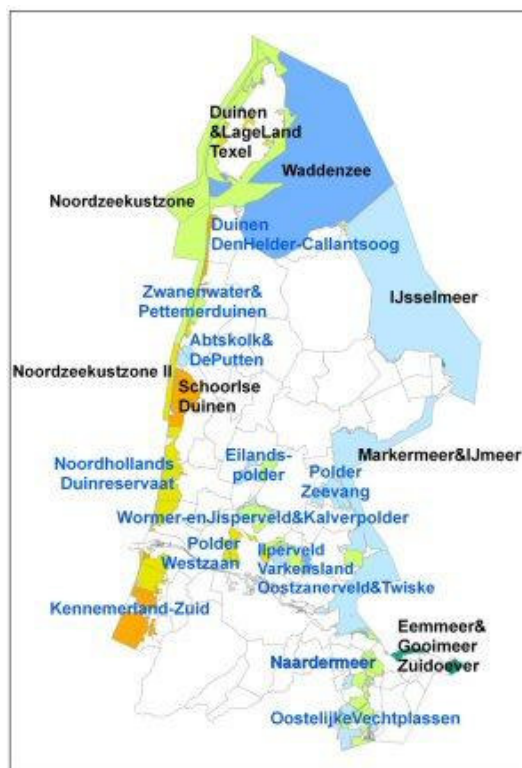 Duinen
&LageLand
Texel
Waddenzee
Noordzeekustzone
Duinen
DenHelder-Callantsoog
Zwanenwater&
Pettemerduinen
IJsselmeer
Abtskolk&
DePutten
Noordzeekustzone II
Schoorlse
Duinen
Markermeer&IJmeer
Noordhollands
Duinreservaat
Eilands-
polder
Polder
Zeevang
Wormer-enJisperveld&Kalverpolder
Polder
Westzaan
Ilperveld
Varkensland
Oostzanerveld&Twiske
Kennemerland-Zuid
Eemmeer&
Gooimeer
Zuidoever
Naardermeer
OostelijkeVechtplassen